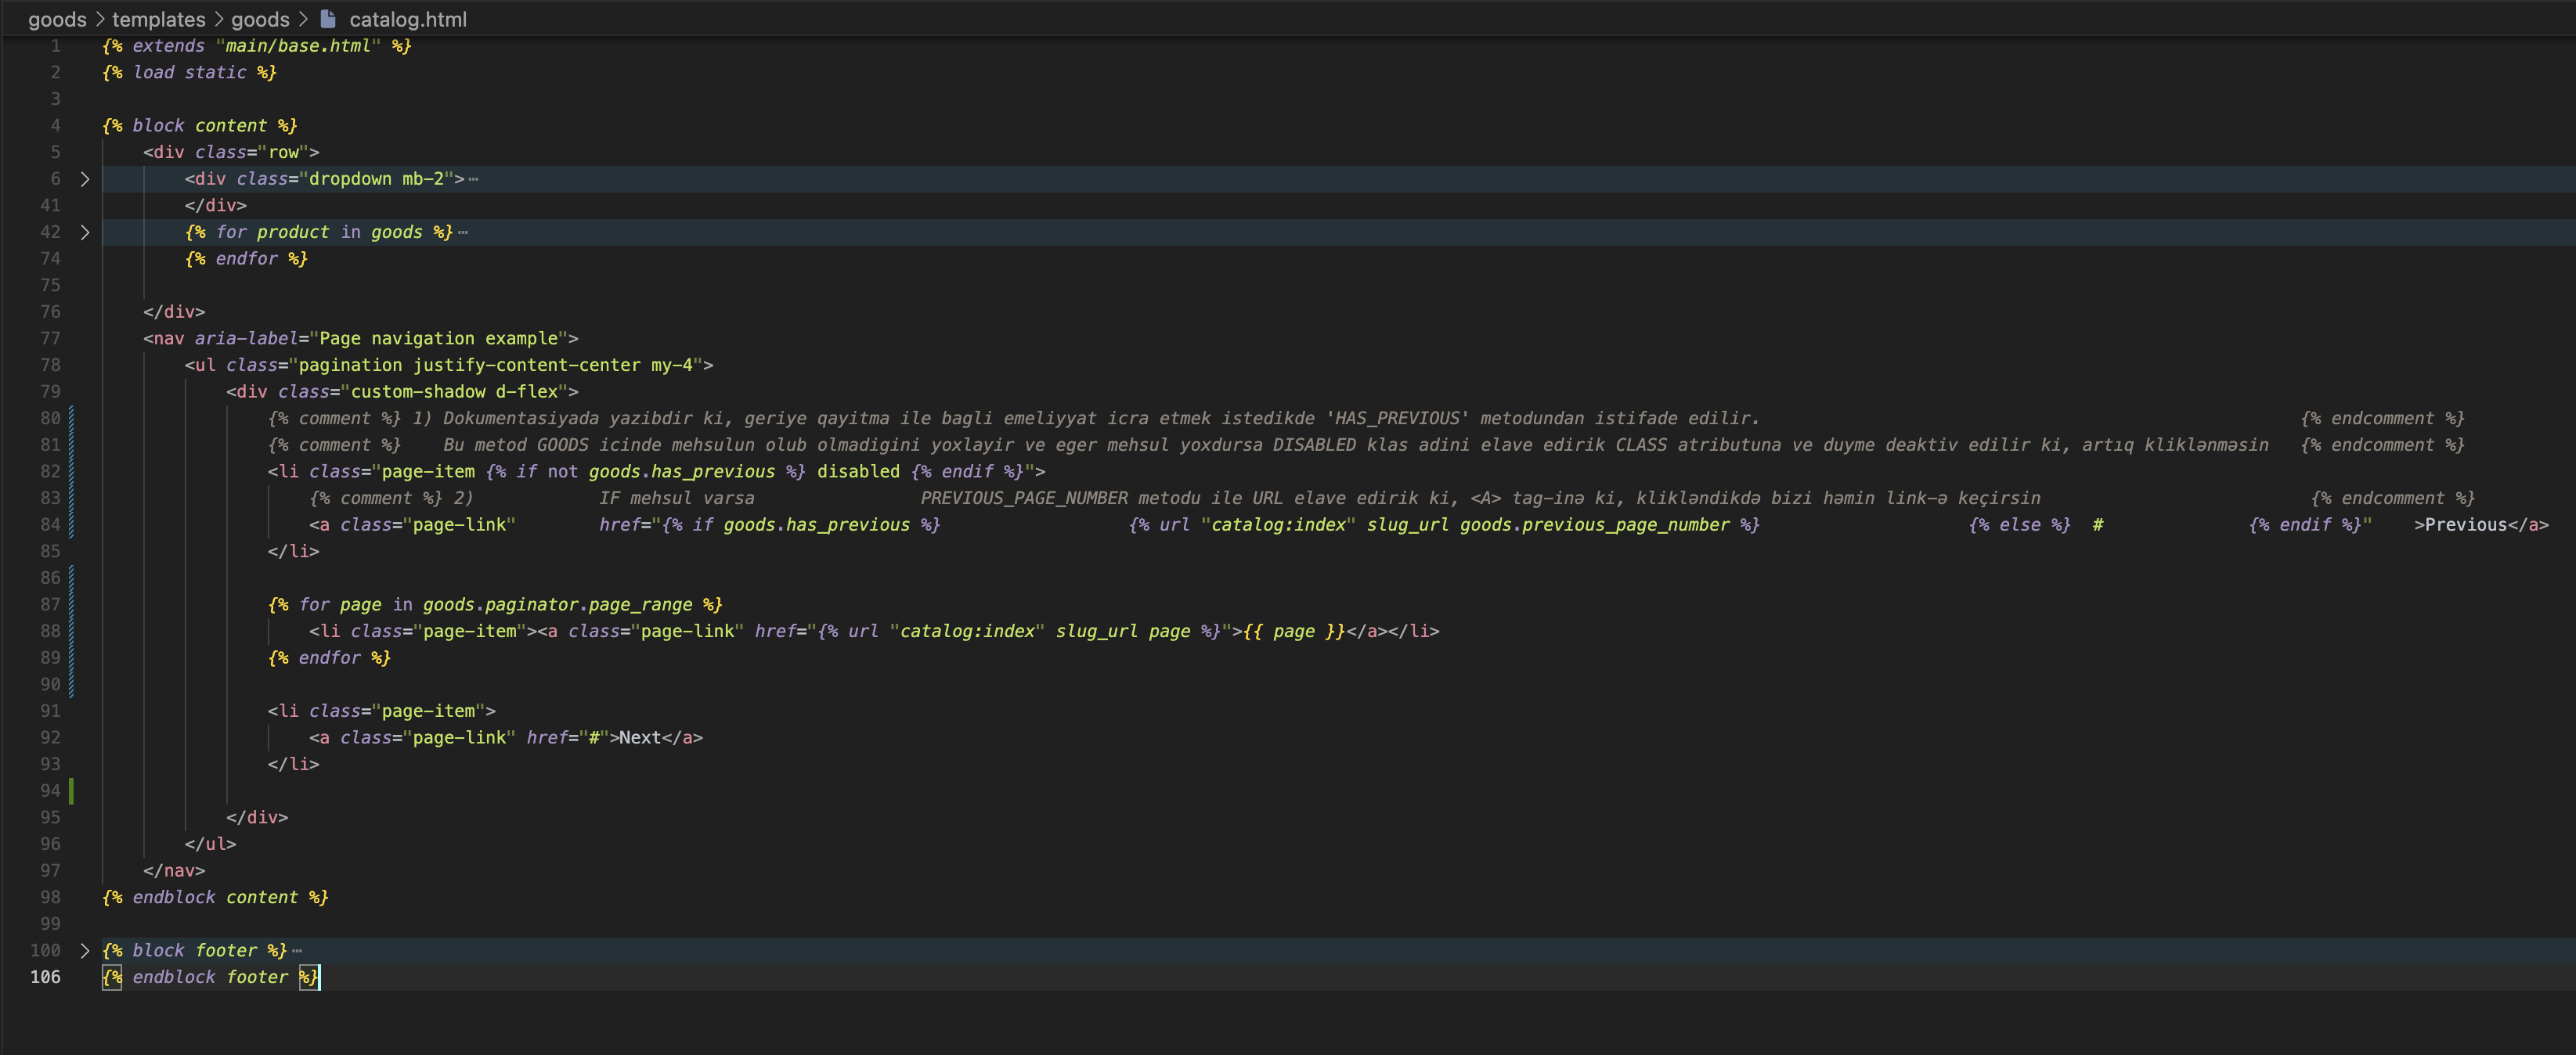 goods > templates > goods > catalog.html
1 {% extends "main/base.html" %}
2 {% load static %}
3
4 {% block content %}
5 <div class="row">
6 <div class="dropdown mb-2">…
41 </div>
42 {% for product in goods %}…
74 {% endfor %}
75
76 </div>
77 <nav aria-label="Page navigation example">
78 <ul class="pagination justify-content-center my-4">
79 <div class="custom-shadow d-flex">
80 {% comment %} 1) Dokumentasiyada yazibdir ki, geriye qayitma ile bagli emeliyyat icra etmek istedikde 'HAS_PREVIOUS' metodundan istifade edilir. {% endcomment %}
81 {% comment %} Bu metod GOODS icinde mehsulun olub olmadigini yoxlayir ve eger mehsul yoxdursa DISABLED klas adini elave edirik CLASS atributuna ve duyme deaktiv edilir ki, artıq kliklənməsin {% endcomment %}
82 <li class="page-item {% if not goods.has_previous %} disabled {% endif %}">
83 {% comment %} 2) IF mehsul varsa PREVIOUS_PAGE_NUMBER metodu ile URL elave edirik ki, <A> tag-inə ki, klikləndikdə bizi həmin link-ə keçirsin {% endcomment %}
84 <a class="page-link" href="{% if goods.has_previous %} {% url "catalog:index" slug_url goods.previous_page_number %} {% else %} # {% endif %}" >Previous</a>
85 </li>
86
87 {% for page in goods.paginator.page_range %}
88 <li class="page-item"><a class="page-link" href="{% url "catalog:index" slug_url page %}">{{ page }}</a></li>
89 {% endfor %}
90
91 <li class="page-item">
92 <a class="page-link" href="#">Next</a>
93 </li>
94
95 </div>
96 </ul>
97 </nav>
98 {% endblock content %}
99
100 {% block footer %}…
106 {% endblock footer %}